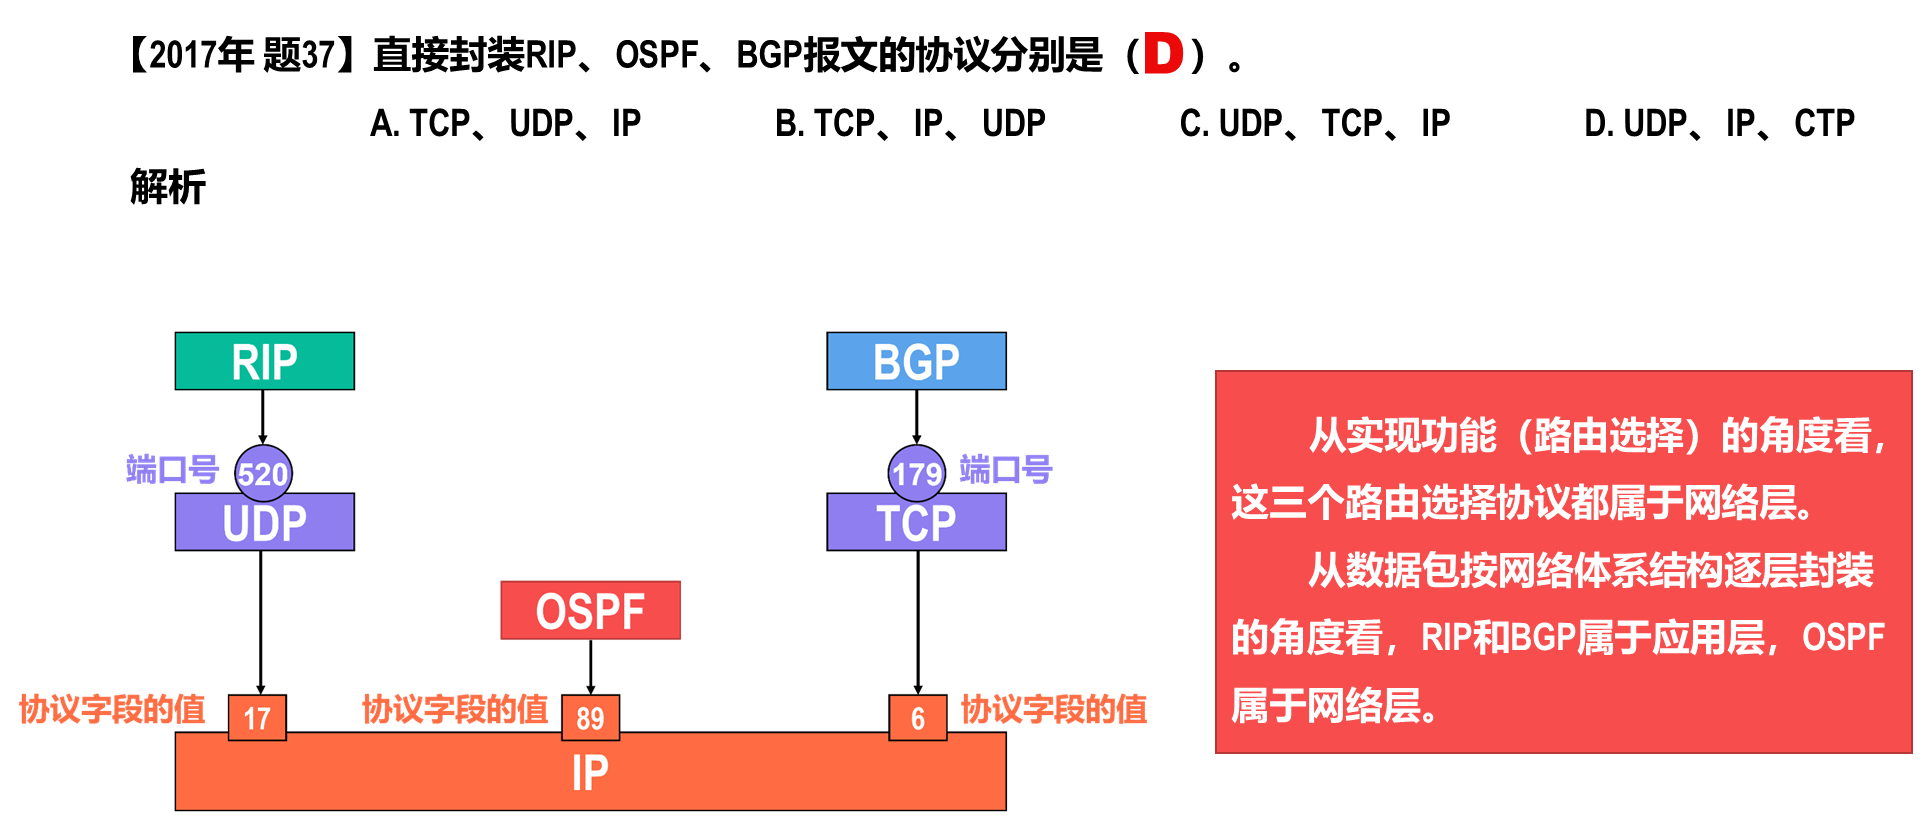 【2017年 题37】直接封装RIP、OSPF、BGP报文的协议分别是（D）。
A. TCP、UDP、IP B. TCP、IP、UDP C. UDP、TCP、IP D. UDP、IP、CTP
解析
RIP
BGP
端口号 520
179 端口号
UDP
TCP
OSPF
协议字段的值 17
协议字段的值 89
6 协议字段的值
IP
从实现功能（路由选择）的角度看，
这三个路由选择协议都属于网络层。
从数据包按网络体系结构逐层封装
的角度看，RIP和BGP属于应用层，OSPF
属于网络层。